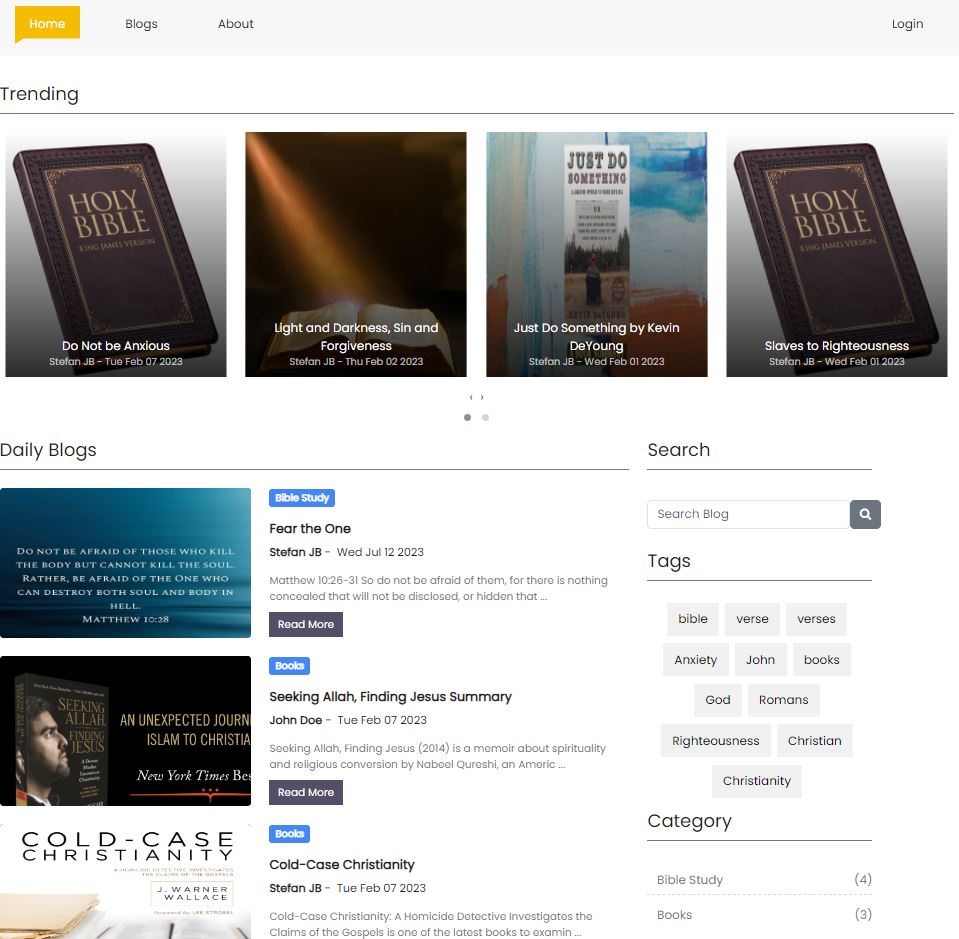 Home
Blogs
About
Login
Trending
HOLY
BIBLE
KING JAMES VERSION
Do Not be Anxious
Stefan JB - Tue Feb 07 2023
Light and Darkness, Sin and
Forgiveness
Stefan JB - Thu Feb 02 2023
JUST DO
SOMETHING
OR
KEVIN DEYOUNG
Just Do Something by Kevin
DeYoung
Stefan JB - Wed Feb 01 2023
HOLY
BIBLE
KING JAMES VERSION
Slaves to Righteousness
Stefan JB - Wed Feb 01 2023
‹ ›
Daily Blogs
DO NOT BE AFRAID OF THOSE WHO KILL
THE BODY BUT CANNOT KILL THE SOUL.
RATHER, BE AFRAID OF THE ONE WHO
CAN DESTROY BOTH SOUL AND BODY IN
HELL.
MATTHEW 10:28
Bible Study
Fear the One
Stefan JB - Wed Jul 12 2023
Matthew 10:26-31 So do not be afraid of them, for there is nothing
concealed that will not be disclosed, or hidden that ...
Read More
SEEKING
ALLAH,
FINDING
JESUS
AN UNEXPECTED JOURN
ISLAM TO CHRISTIA
New York Times Bes
Books
Seeking Allah, Finding Jesus Summary
John Doe - Tue Feb 07 2023
Seeking Allah, Finding Jesus (2014) is a memoir about spirituality
and religious conversion by Nabeel Qureshi, an Americ ...
Read More
COLD-CASE
CHRISTIANITY
A HOMICIDE DETECTIVE INVESTIGATES
THE CLAIMS OF THE GOSPELS
J. WARNER
WALLACE
Foreword by LEE STROBEL
Books
Cold-Case Christianity
Stefan JB - Tue Feb 07 2023
Cold-Case Christianity: A Homicide Detective Investigates the
Claims of the Gospels is one of the latest books to examin ...
Search
Search Blog
Tags
bible
verse
verses
Anxiety
John
books
God
Romans
Righteousness
Christian
Christianity
Category
Bible Study (4)
Books (3)